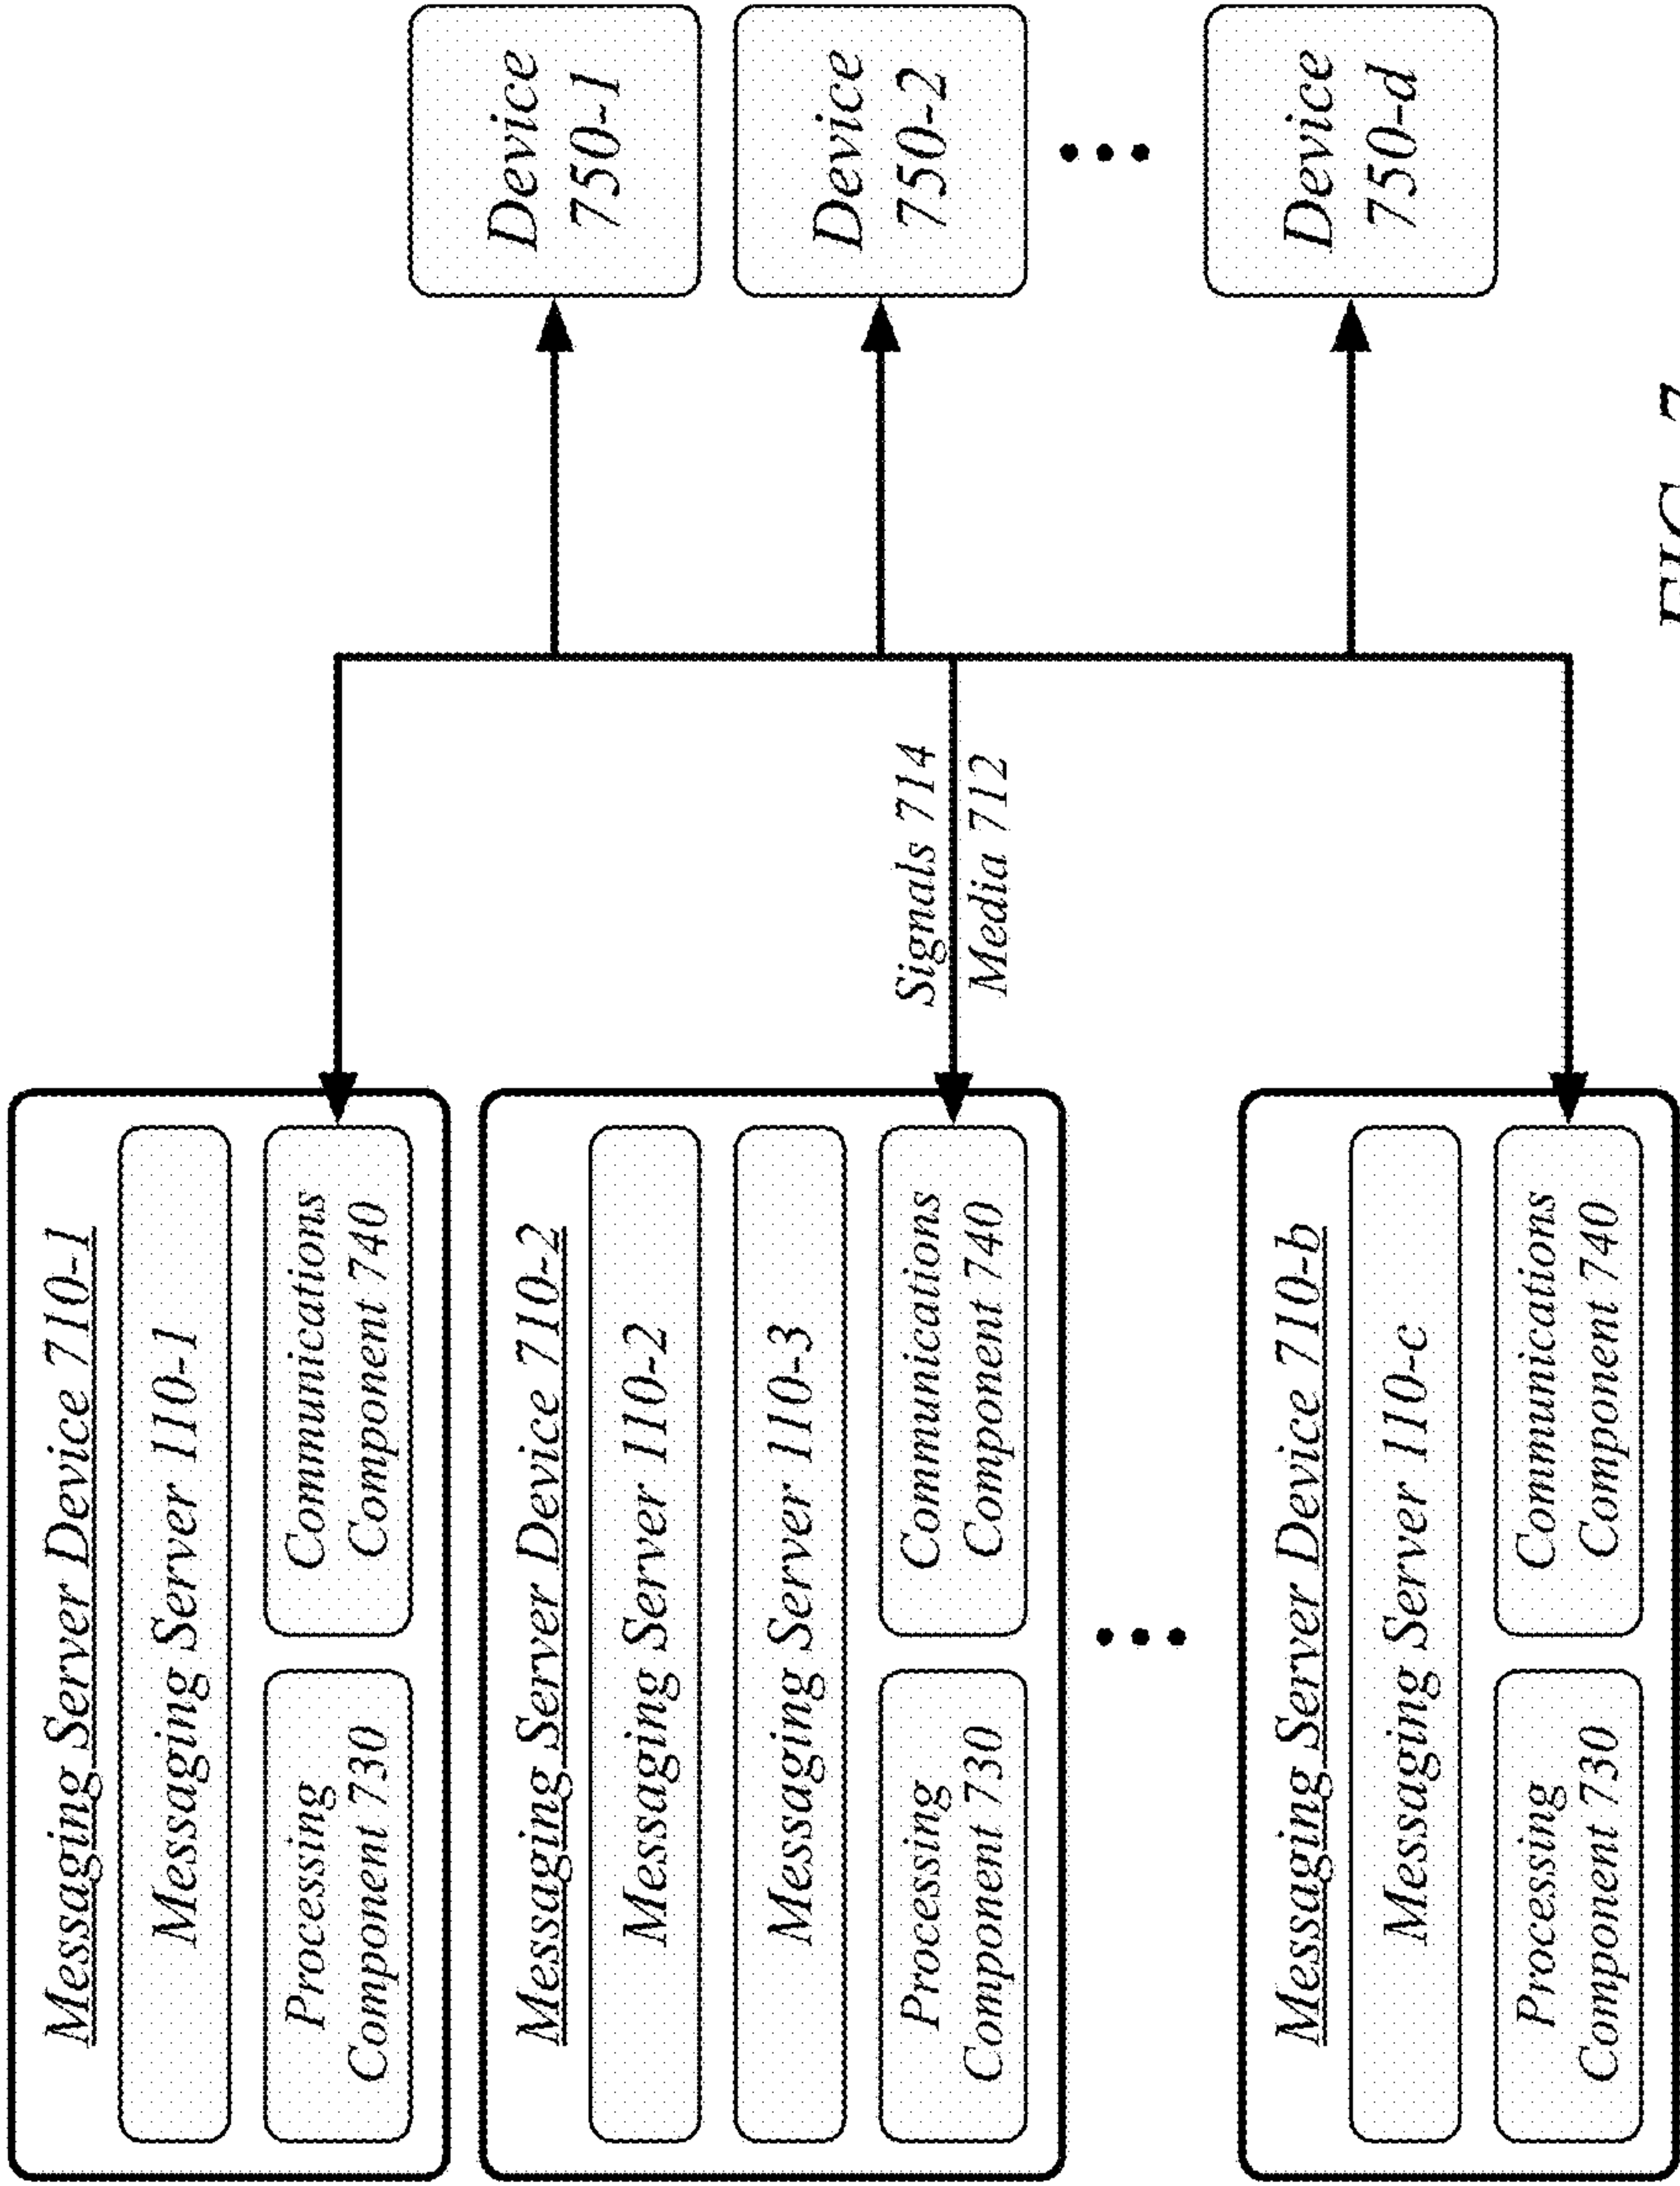 Messaging Server Device 710-1
Messaging Server 110-1
Processing
Component 730
Communications
Component 740
Messaging Server Device 710-2
Messaging Server 110-2
Messaging Server 110-3
Processing
Component 730
Communications
Component 740
Messaging Server Device 710-b
Messaging Server 110-c
Processing
Component 730
Communications
Component 740
Signals 714
Media 712
Device
750-1
Device
750-2
Device
750-d
FIG. 7